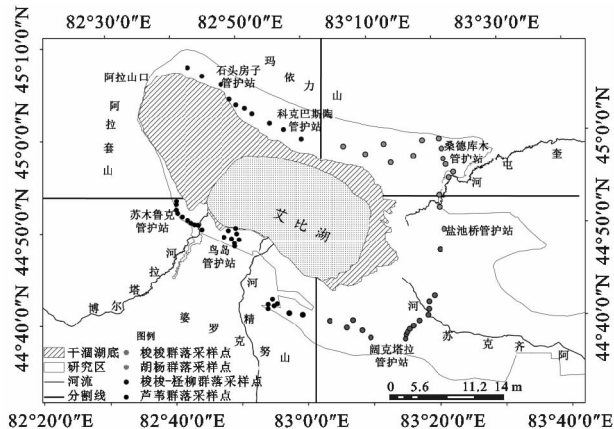 82°30′0″E 82°50′0″E 83°10′0″E 83°30′0″E
45°10′0″N
45°0′0″N
44°50′0″N
44°40′0″N
45°0′0″N
44°50′0″N
44°40′0″N
阿拉山口
石头房子
管护站
玛依力山
科克巴斯陶
管护站
阿拉套山
桑德库木
管护站
奎屯河
艾比湖
苏木鲁克
管护站
鸟岛
管护站
盐池桥管护站
博尔塔拉河
精河
婆罗克努山
阔克塔拉
管护站
阿齐克苏河
图例
干涸湖底
研究区
河流
分割线
梭梭群落采样点
胡杨群落采样点
梭梭-柽柳群落采样点
芦苇群落采样点
0 5.6 11.2 14 m
82°20′0″E 82°40′0″E 83°0′0″E 83°20′0″E 83°40′0″E